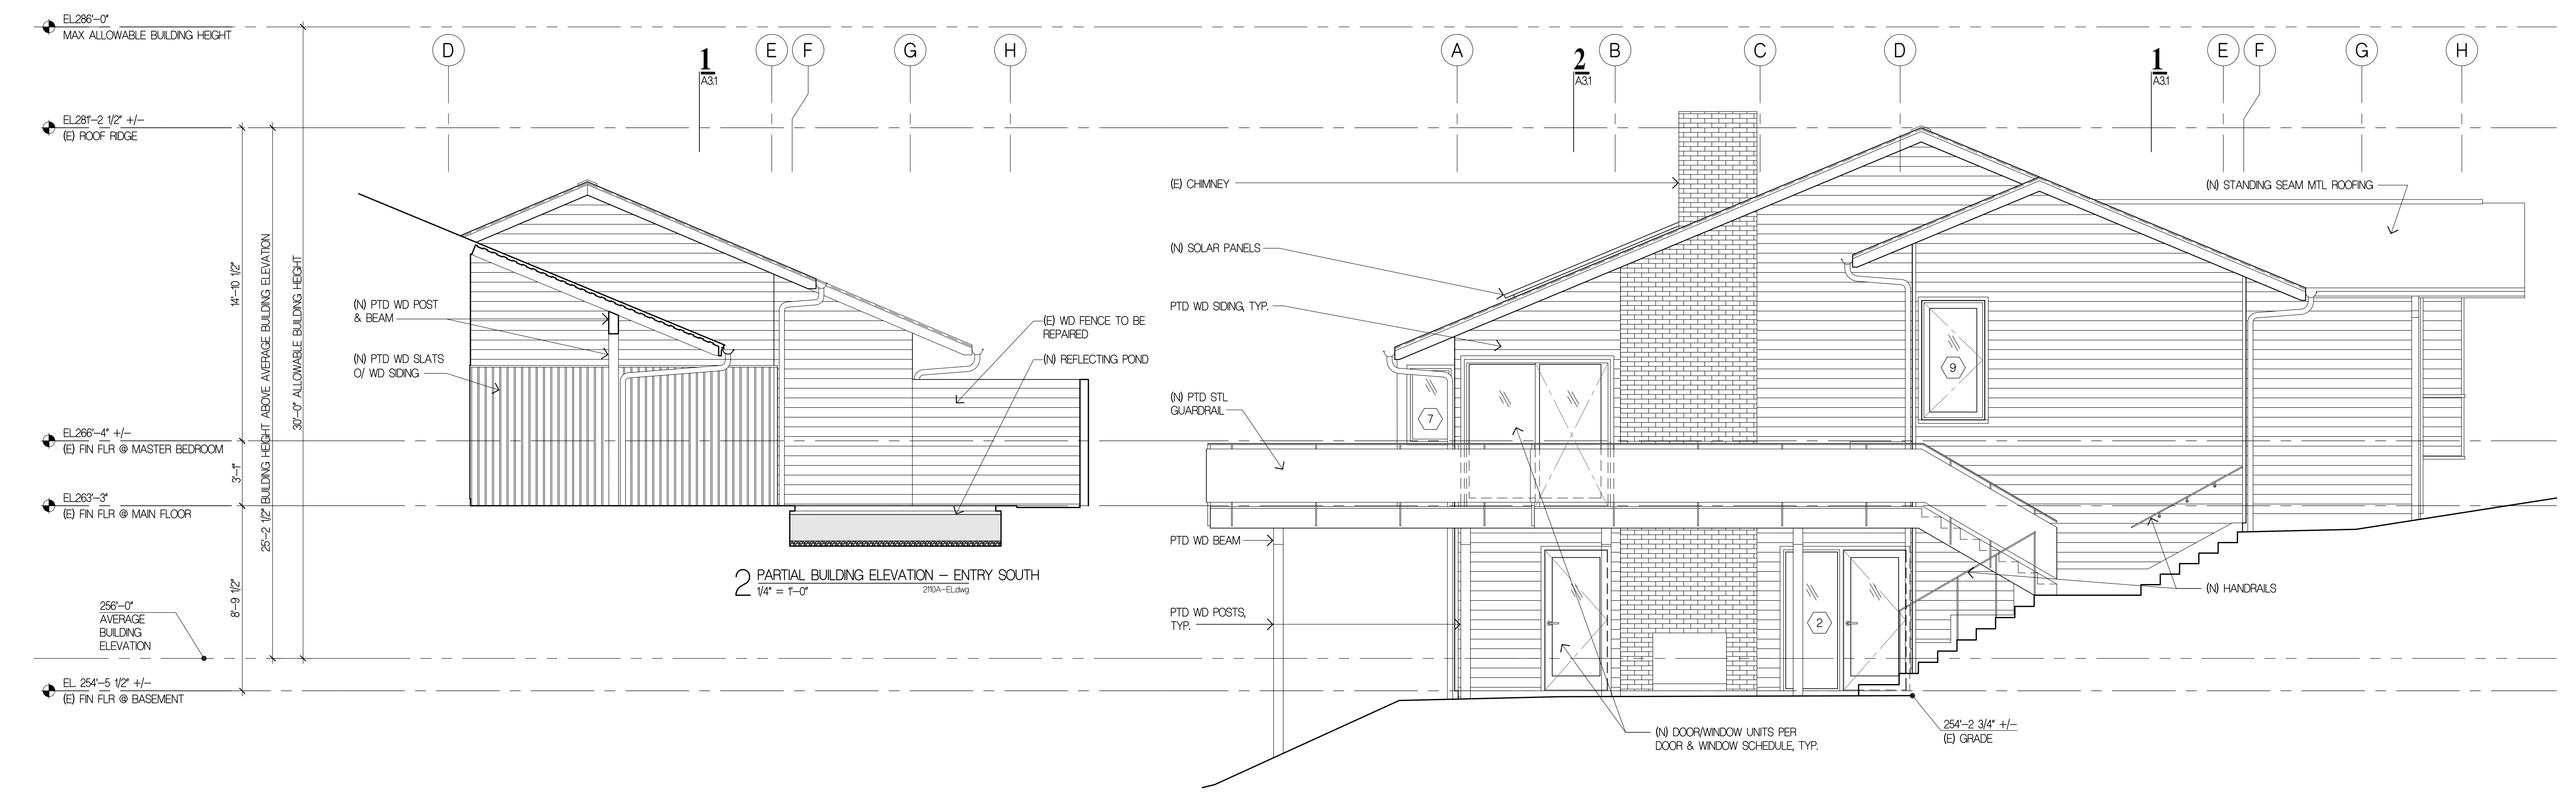 EL286'-0"
MAX ALLOWABLE BUILDING HEIGHT
D
1
A3.1
E
F
G
H
A
2
A3.1
B
C
D
1
A3.1
E
F
G
H
EL281'-2 1/2" +/-
(E) ROOF RIDGE
14'-10 1/2"
25'-2 1/2" BUILDING HEIGHT ABOVE AVERAGE BUILDING ELEVATION
30'-0" ALLOWABLE BUILDING HEIGHT
EL266'-4" +/-
(E) FIN FLR @ MASTER BEDROOM
3'-1"
EL263'-3"
(E) FIN FLR @ MAIN FLOOR
8'-9 1/2"
256'-0"
AVERAGE
BUILDING
ELEVATION
EL. 254'-5 1/2" +/-
(E) FIN FLR @ BASEMENT
(N) PTD WD POST
& BEAM
(N) PTD WD SLATS
O/ WD SIDING
(E) WD FENCE TO BE
REPAIRED
(N) REFLECTING POND
2 PARTIAL BUILDING ELEVATION - ENTRY SOUTH
1/4" = 1'-0"
2110A-EL.dwg
(E) CHIMNEY
(N) SOLAR PANELS
PTD WD SIDING, TYP.
(N) PTD STL
GUARDRAIL
PTD WD BEAM
PTD WD POSTS,
TYP.
(N) STANDING SEAM MTL ROOFING
7
9
2
(N) HANDRAILS
(N) DOOR/WINDOW UNITS PER
DOOR & WINDOW SCHEDULE, TYP.
254'-2 3/4" +/-
(E) GRADE